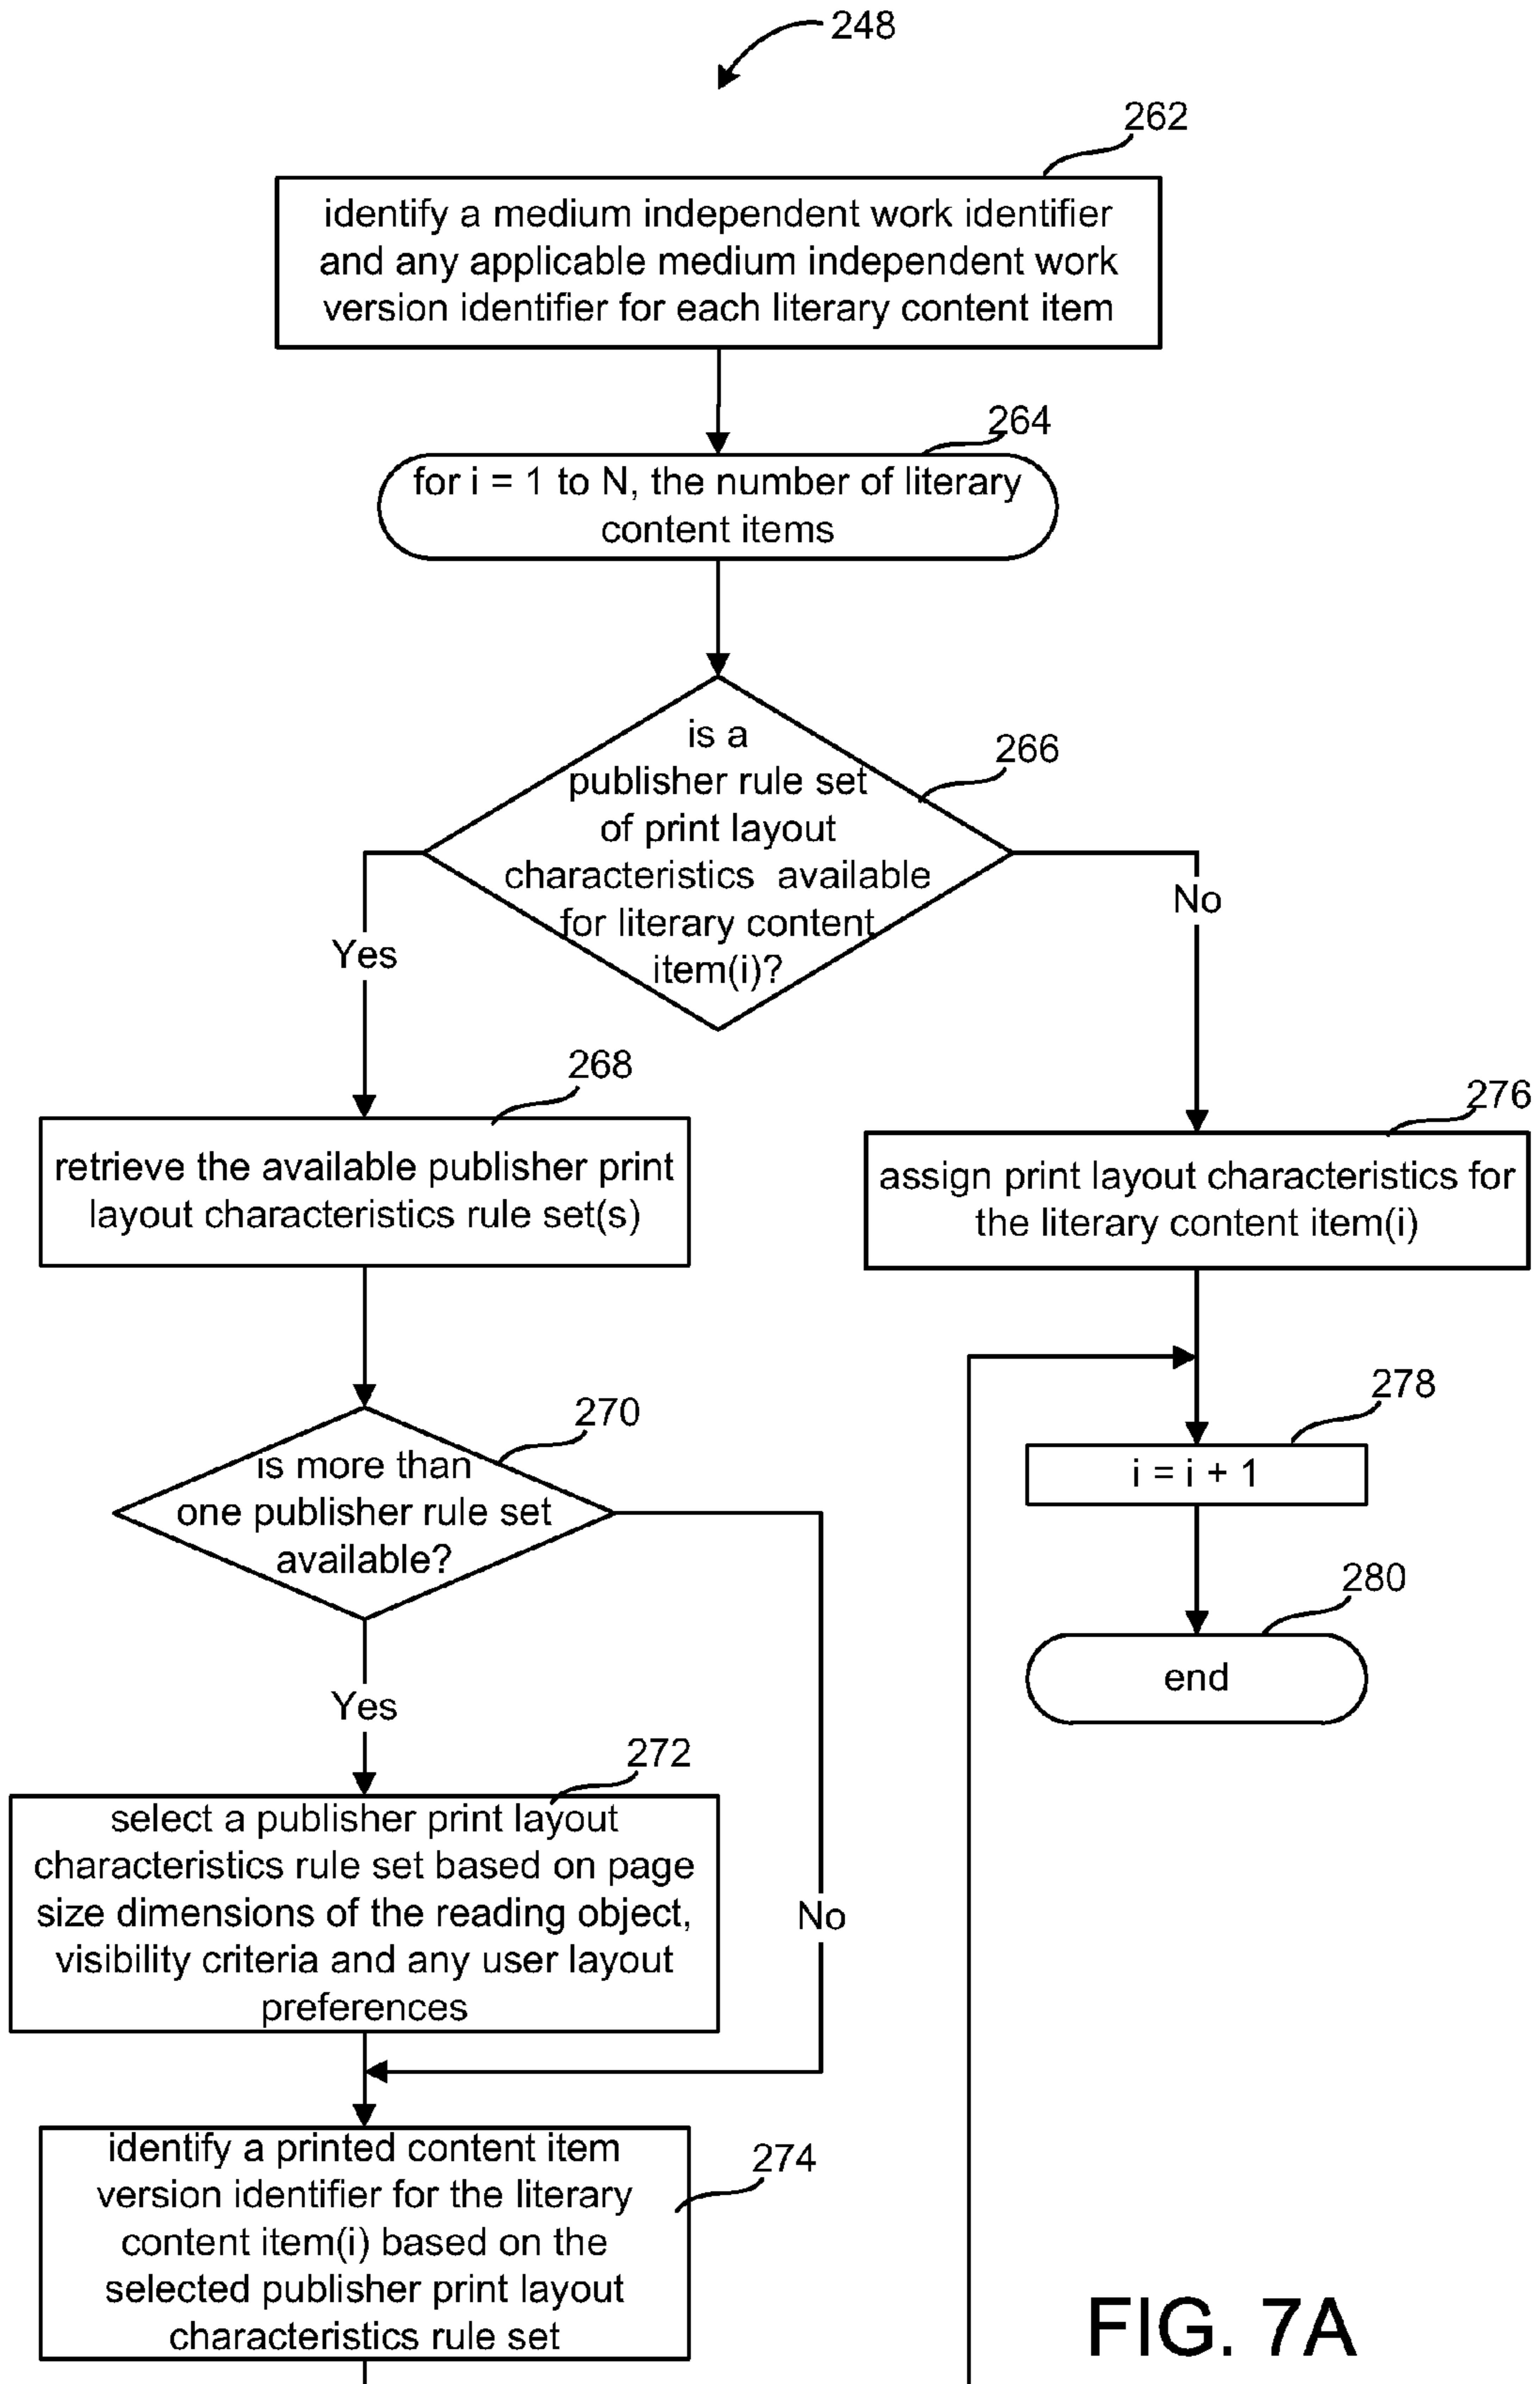 248
262
identify a medium independent work identifier
and any applicable medium independent work
version identifier for each literary content item
264
for i = 1 to N, the number of literary
content items
266
is a
publisher rule set
of print layout
characteristics available
for literary content
item(i)?
Yes
No
268
retrieve the available publisher print
layout characteristics rule set(s)
276
assign print layout characteristics for
the literary content item(i)
270
is more than
one publisher rule set
available?
278
i = i + 1
280
end
Yes
No
272
select a publisher print layout
characteristics rule set based on page
size dimensions of the reading object,
visibility criteria and any user layout
preferences
274
identify a printed content item
version identifier for the literary
content item(i) based on the
selected publisher print layout
characteristics rule set
FIG. 7A